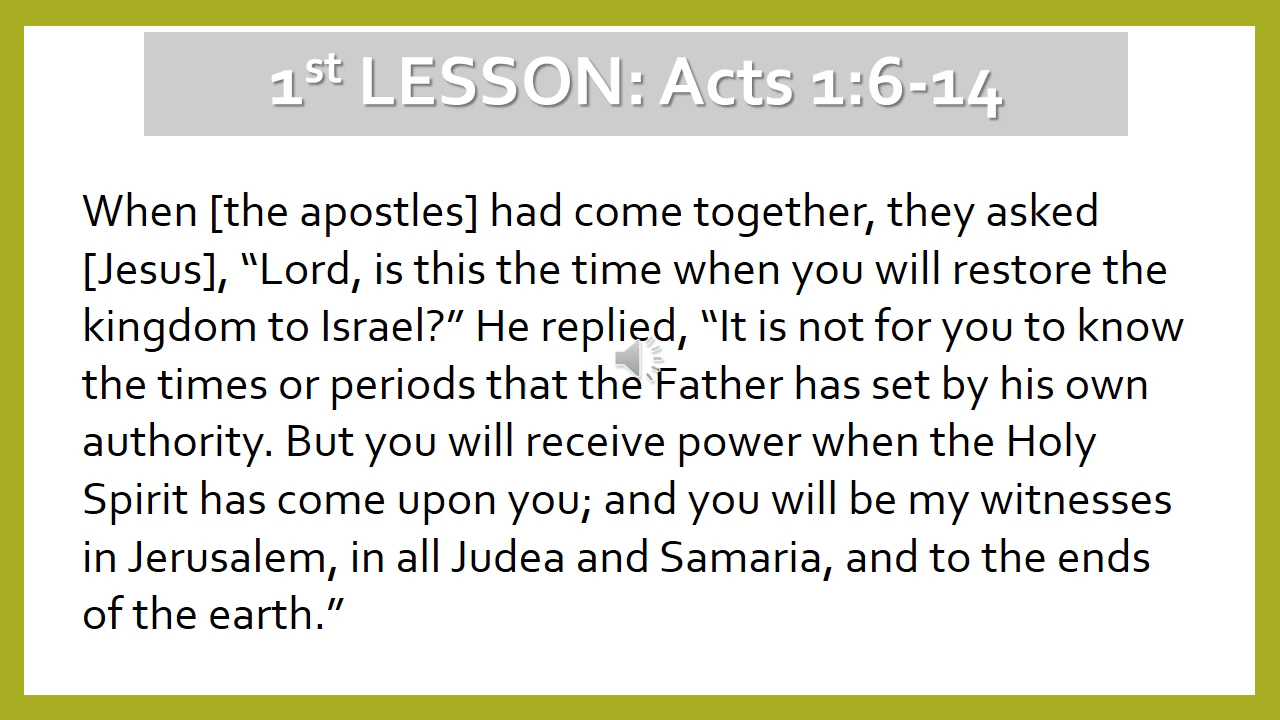 1st LESSON: Acts 1:6-14
When [the apostles] had come together, they asked
[Jesus], “Lord, is this the time when you will restore the
kingdom to Israel?” He replied, “It is not for you to know
the times or periods that the Father has set by his own
authority. But you will receive power when the Holy
Spirit has come upon you; and you will be my witnesses
in Jerusalem, in all Judea and Samaria, and to the ends
of the earth.”